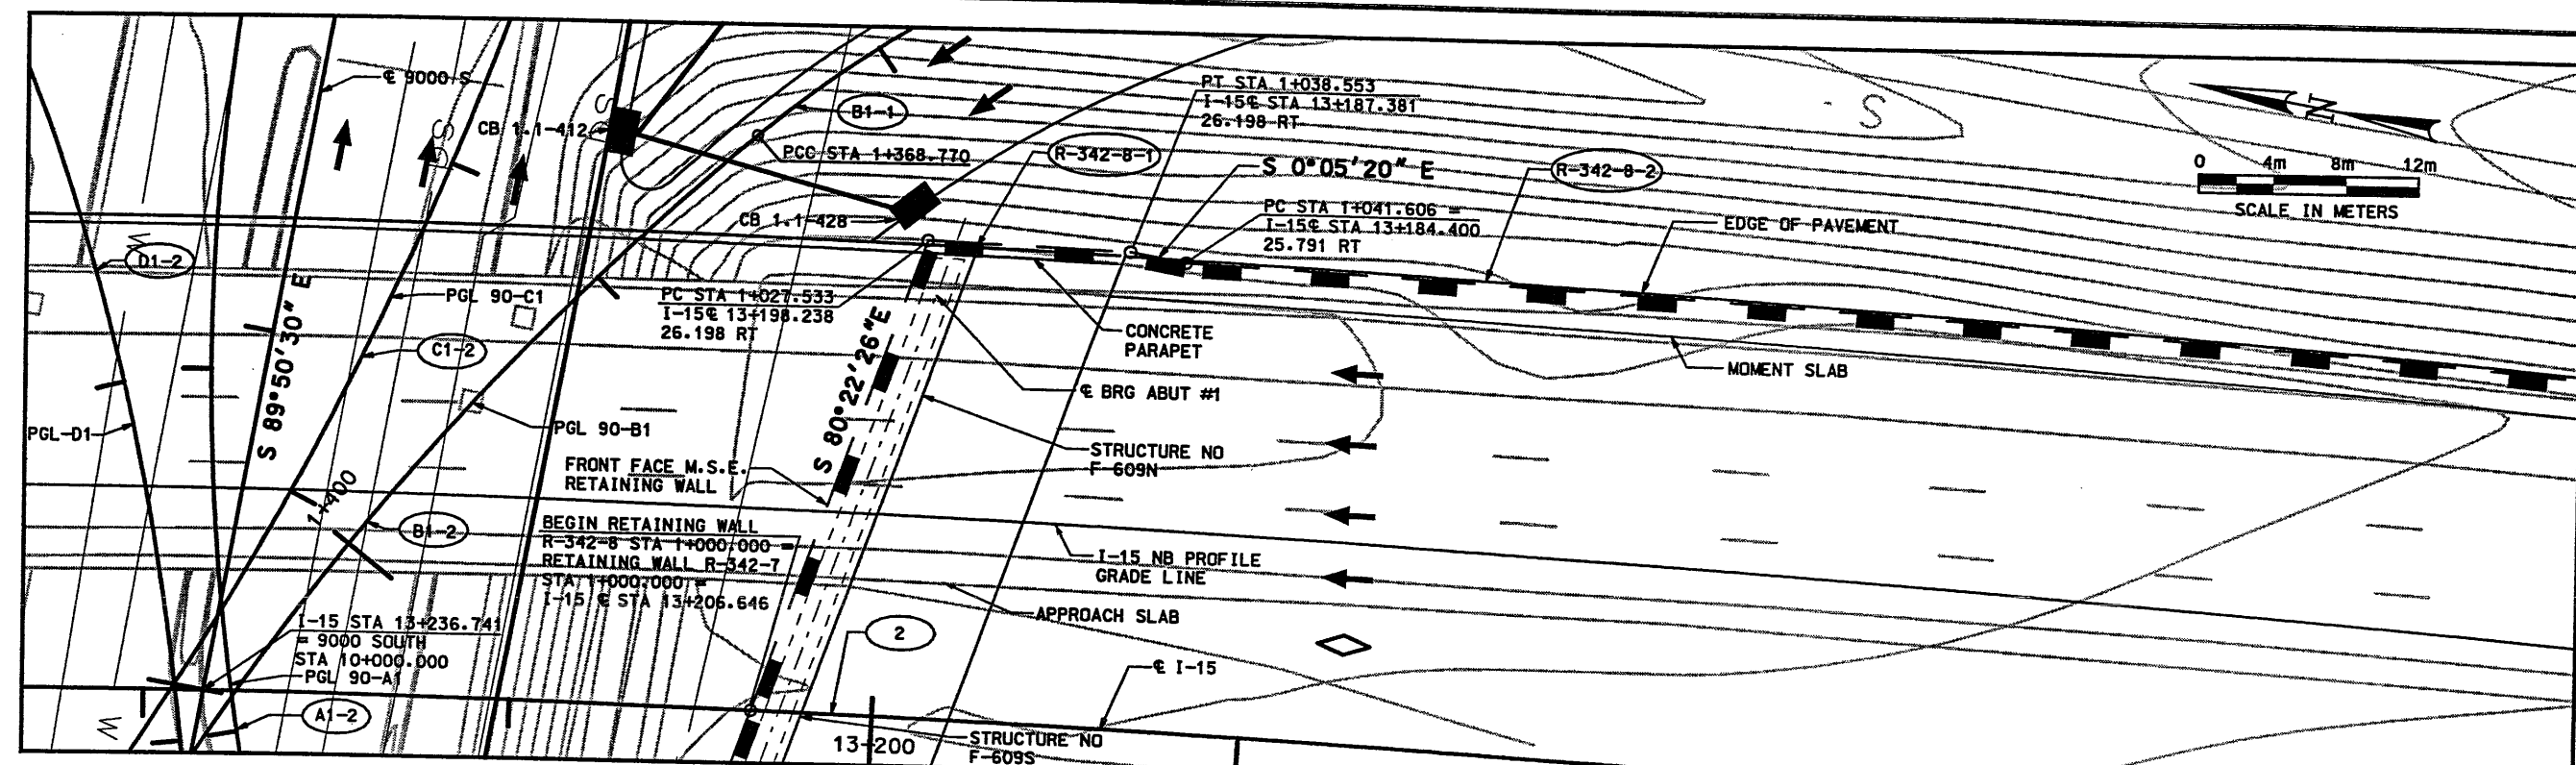 ℄ 9000 S
S
S
CB 1.1-412
B1-1
PCC STA 1+368.770
PT STA 1+038.553
I-15℄ STA 13+187.381
26.198 RT
R-342-8-1
S 0°05'20" E
R-342-8-2
S
N
0 4m 8m 12m
SCALE IN METERS
CB 1.1-428
PC STA 1+041.606 =
I-15℄ STA 13+184.400
25.791 RT
EDGE OF PAVEMENT
W
D1-2
PGL 90-C1
S 89°50'30" E
PC STA 1+027.533
I-15℄ 13+198.238
26.198 RT
C1-2
CONCRETE
PARAPET
MOMENT SLAB
℄ BRG ABUT #1
S 80°22'26"E
PGL-D1
PGL 90-B1
FRONT FACE M.S.E.
RETAINING WALL
STRUCTURE NO
F-609N
1+400
B1-2
BEGIN RETAINING WALL
R-342-8 STA 1+000.000 =
RETAINING WALL R-342-7
STA 1+000.000 =
I-15 ℄ STA 13+206.646
I-15 NB PROFILE
GRADE LINE
APPROACH SLAB
I-15 STA 13+236.741
= 9000 SOUTH
STA 10+000.000
PGL 90-A1
2
℄ I-15
A1-2
W
13+200
STRUCTURE NO
F-609S